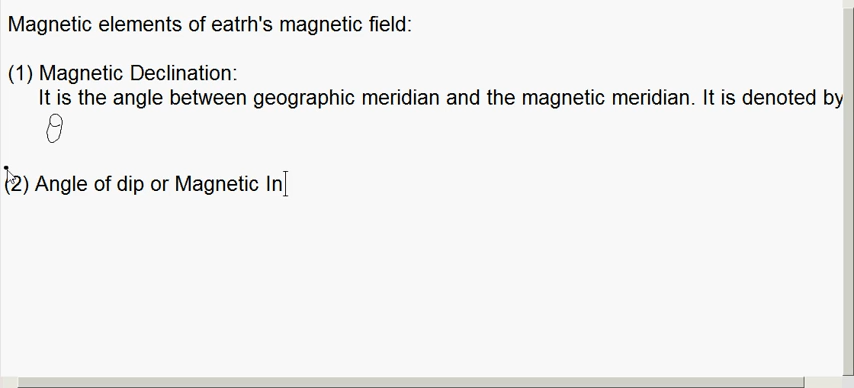 Magnetic elements of eatrh's magnetic field:
(1) Magnetic Declination:
It is the angle between geographic meridian and the magnetic meridian. It is denoted by
θ
(2) Angle of dip or Magnetic In